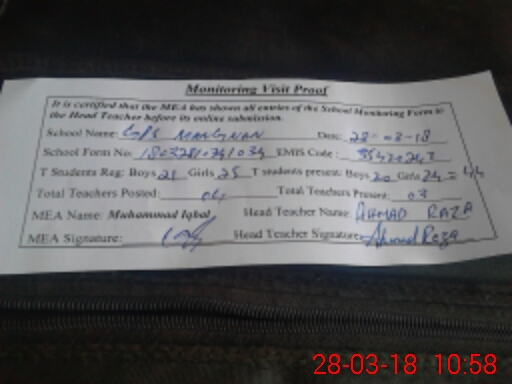 Monitoring Visit Proof
It is certified that the MEA has shown all entries of the School Monitoring Form to
the Head Teacher before its online submission.
School Name: GPS Date: 28-03-18
School Form No: EMIS Code:
T Students Reg: Boys 21 Girls 25 T students present: Boys 20 Girls 24 = 44
Total Teachers Posted: 04 Total Teachers Present: 03
MEA Name: Muhammad Iqbal Head Teacher Name: AHMAD RAZA
MEA Signature: Head Teacher Signature: Ahmad Raza
28-03-18 10:58